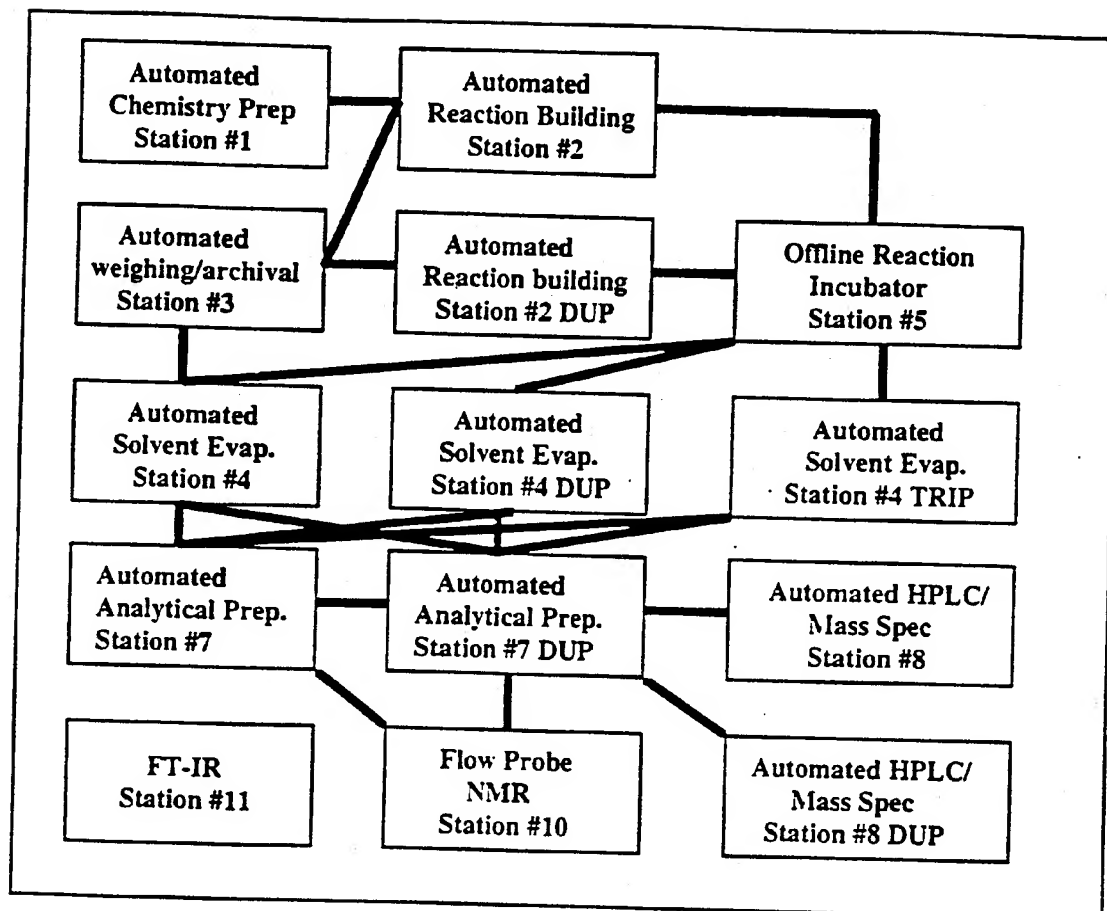 Automated
Chemistry Prep
Station #1
Automated
Reaction Building
Station #2
Automated
weighing/archival
Station #3
Automated
Reaction building
Station #2 DUP
Offline Reaction
Incubator
Station #5
Automated
Solvent Evap.
Station #4
Automated
Solvent Evap.
Station #4 DUP
Automated
Solvent Evap.
Station #4 TRIP
Automated
Analytical Prep.
Station #7
Automated
Analytical Prep.
Station #7 DUP
Automated HPLC/
Mass Spec
Station #8
FT-IR
Station #11
Flow Probe
NMR
Station #10
Automated HPLC/
Mass Spec
Station #8 DUP